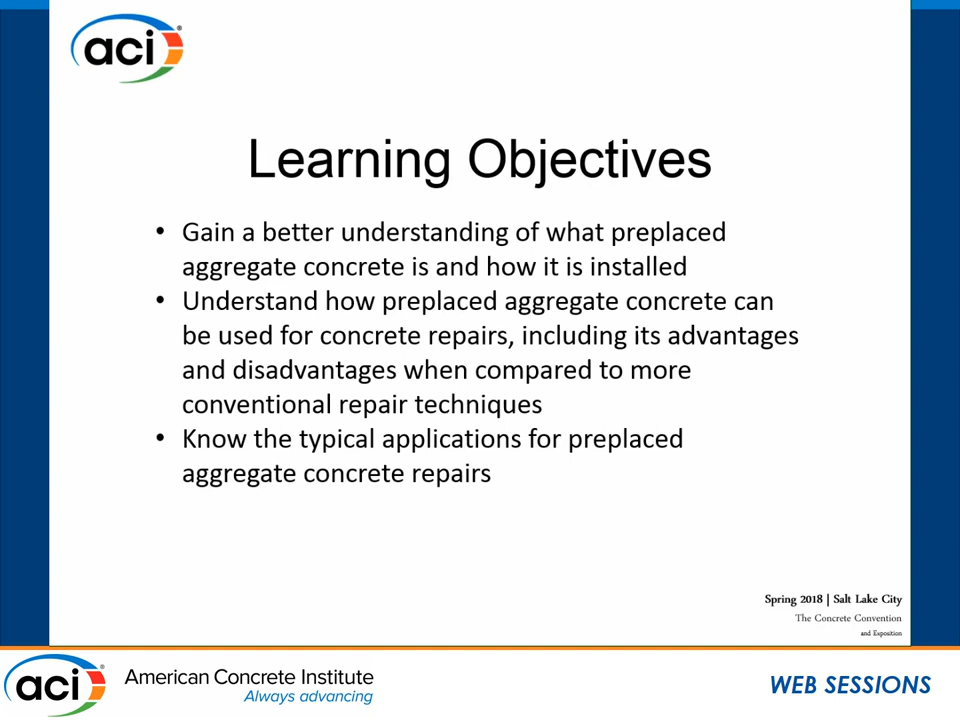 aci®
Learning Objectives
• Gain a better understanding of what preplaced
aggregate concrete is and how it is installed
• Understand how preplaced aggregate concrete can
be used for concrete repairs, including its advantages
and disadvantages when compared to more
conventional repair techniques
• Know the typical applications for preplaced
aggregate concrete repairs
Spring 2018 | Salt Lake City
The Concrete Convention
and Exposition
aci®
American Concrete Institute
Always advancing
WEB SESSIONS